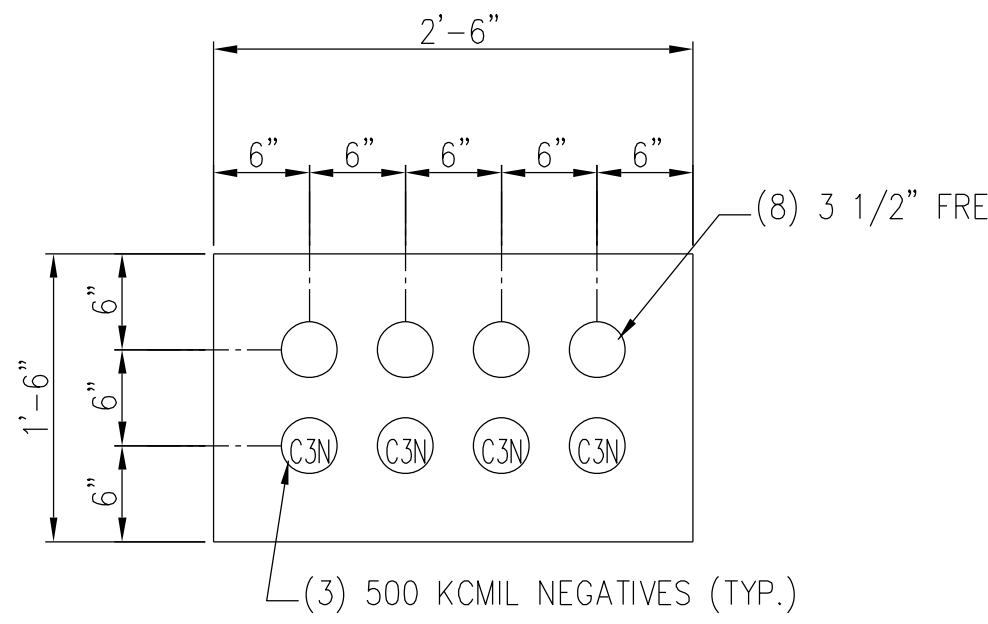 2'-6"
6" 6" 6" 6" 6"
(8) 3 1/2" FRE
6"
1'-6"
6"
C3N C3N C3N C3N
6"
(3) 500 KCMIL NEGATIVES (TYP.)